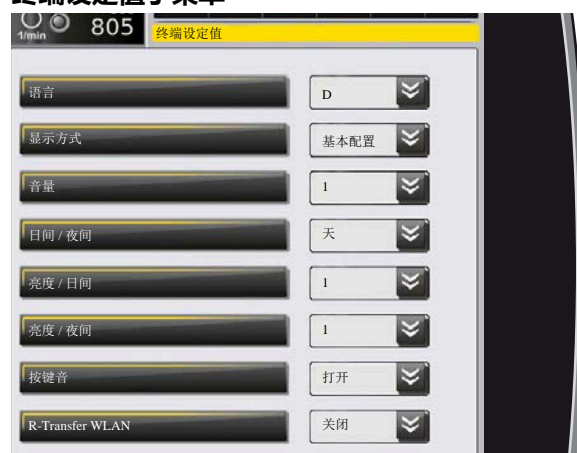 终端设定值子菜单
1/min 805 终端设定值
语言 D
显示方式 基本配置
音量 1
日间 / 夜间 天
亮度 / 日间 1
亮度 / 夜间 1
按键音 打开
R-Transfer WLAN 关闭